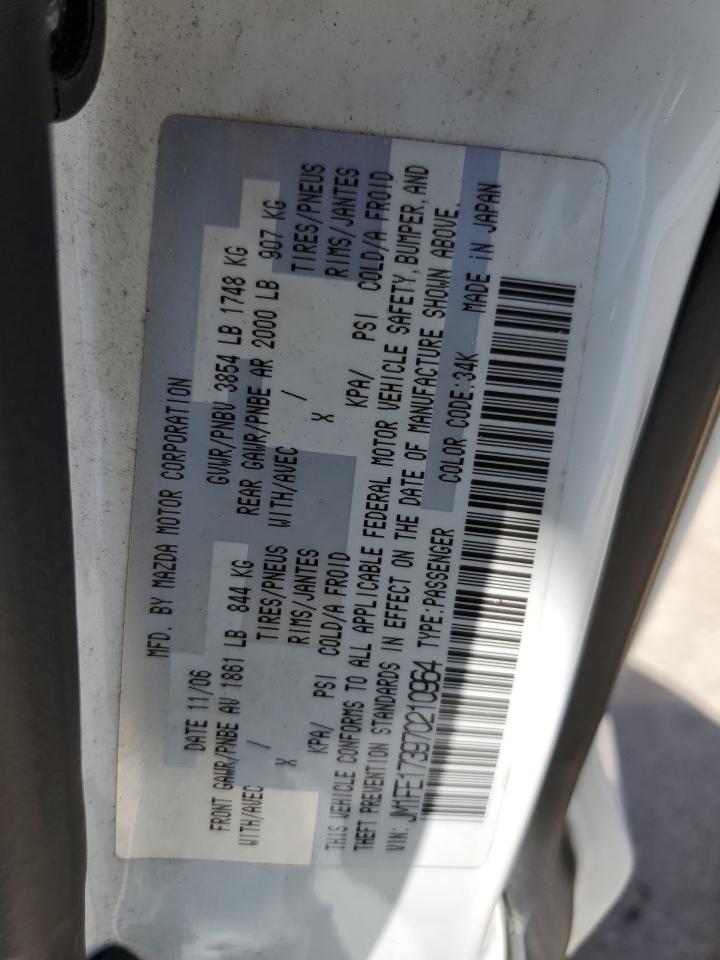 MFD. BY MAZDA MOTOR CORPORATION
DATE 11/06 GVWR/PNBV 3854 LB 1748 KG
FRONT GAWR/PNBE AV 1861 LB 844 KG REAR GAWR/PNBE AR 2000 LB 907 KG
WITH/AVEC / TIRES/PNEUS WITH/AVEC / TIRES/PNEUS
X RIMS/JANTES X RIMS/JANTES
KPA/ PSI COLD/A FROID KPA/ PSI COLD/A FROID
THIS VEHICLE CONFORMS TO ALL APPLICABLE FEDERAL MOTOR VEHICLE SAFETY, BUMPER, AND
THEFT PREVENTION STANDARDS IN EFFECT ON THE DATE OF MANUFACTURE SHOWN ABOVE.
VIN: JM1FE173970210964 TYPE:PASSENGER COLOR CODE:34K MADE IN JAPAN